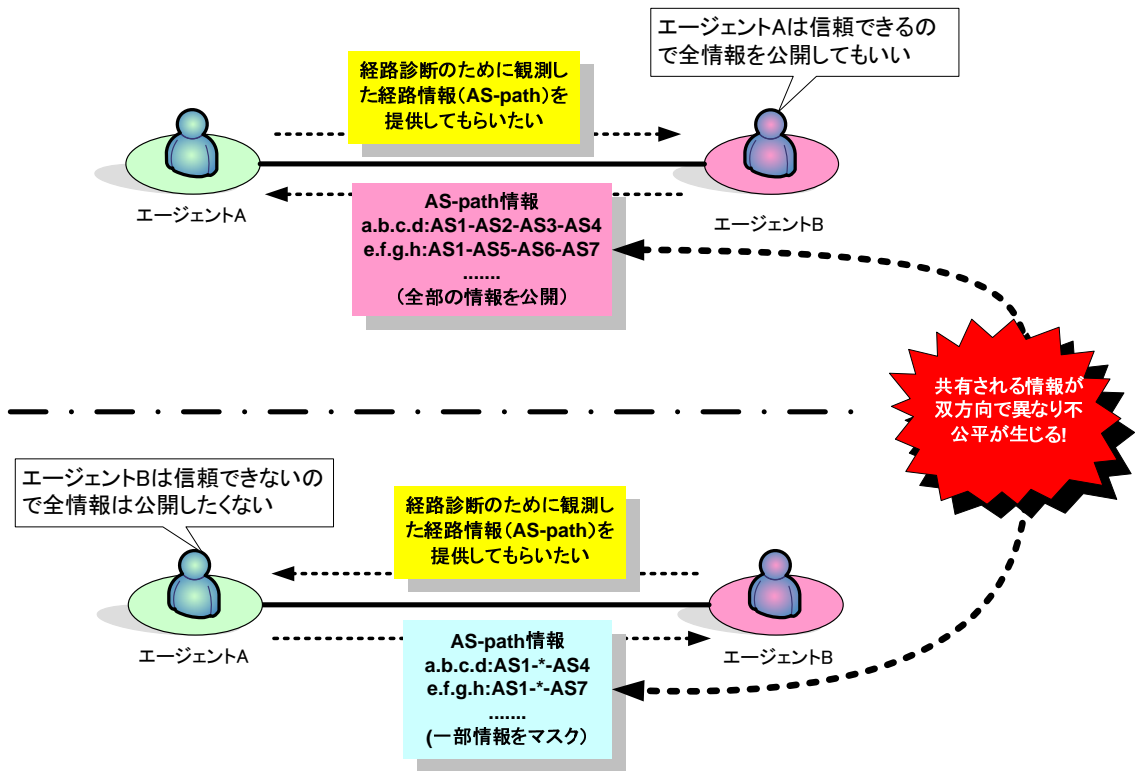 エージェントAは信頼できるの
で全情報を公開してもいい
経路診断のために観測し
た経路情報（AS-path）を
提供してもらいたい
エージェントA
エージェントB
AS-path情報
a.b.c.d:AS1-AS2-AS3-AS4
e.f.g.h:AS1-AS5-AS6-AS7
.......
（全部の情報を公開）
共有される情報が
双方向で異なり不
公平が生じる!
エージェントBは信頼できないの
で全情報は公開したくない
経路診断のために観測し
た経路情報（AS-path）を
提供してもらいたい
エージェントA
エージェントB
AS-path情報
a.b.c.d:AS1-*-AS4
e.f.g.h:AS1-*-AS7
.......
(一部情報をマスク）